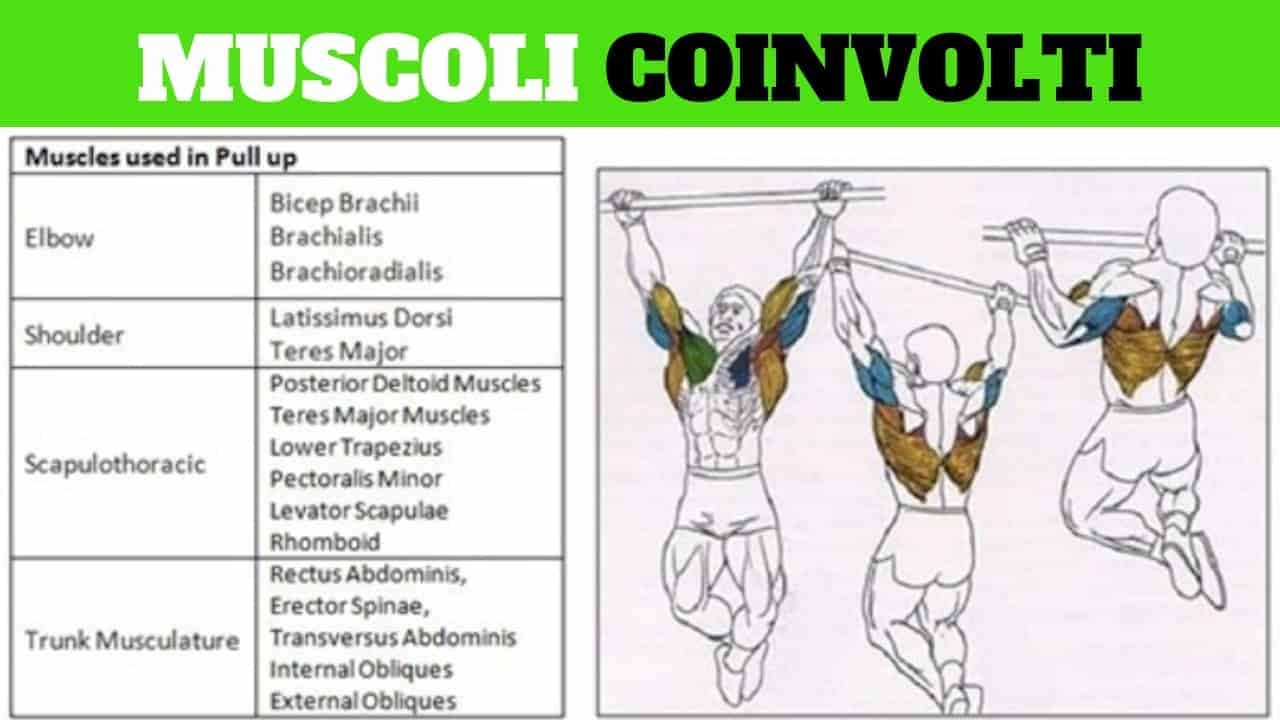 MUSCOLI COINVOLTI
Muscles used in Pull up
Elbow
Bicep Brachii
Brachialis
Brachioradialis
Shoulder
Latissimus Dorsi
Teres Major
Scapulothoracic
Posterior Deltoid Muscles
Teres Major Muscles
Lower Trapezius
Pectoralis Minor
Levator Scapulae
Rhomboid
Trunk Musculature
Rectus Abdominis,
Erector Spinae,
Transversus Abdominis
Internal Obliques
External Obliques